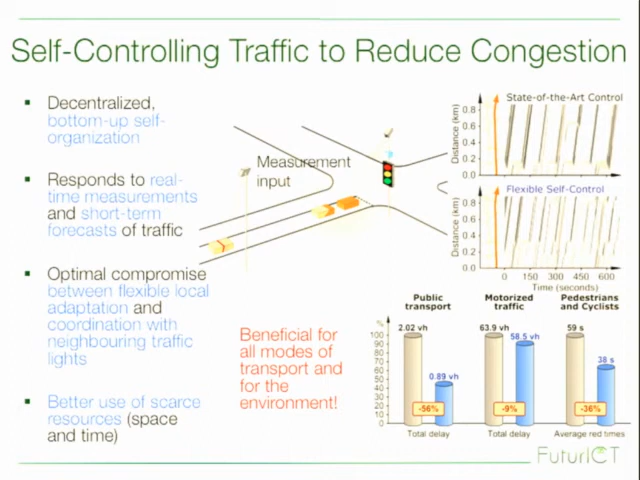 Self-Controlling Traffic to Reduce Congestion
Decentralized,
bottom-up self-
organization
Responds to real-
time measurements
and short-term
forecasts of traffic
Optimal compromise
between flexible local
adaptation and
coordination with
neighbouring traffic
lights
Better use of scarce
resources (space
and time)
Measurement
input
Beneficial for
all modes of
transport and
for the
environment!
State-of-the-Art Control
Distance (km)
0.8
0.6
0.4
0.2
0.0
Flexible Self-Control
Distance (km)
0.8
0.6
0.4
0.2
0.0
0 150 300 450 600
Time (seconds)
Public
transport
Motorized
traffic
Pedestrians
and Cyclists
%
100
90
80
70
60
50
40
30
20
10
0
2.02 vh
0.89 vh
-56%
Total delay
63.9 vh
58.5 vh
-9%
Total delay
59 s
38 s
-36%
Average red times
FuturICT